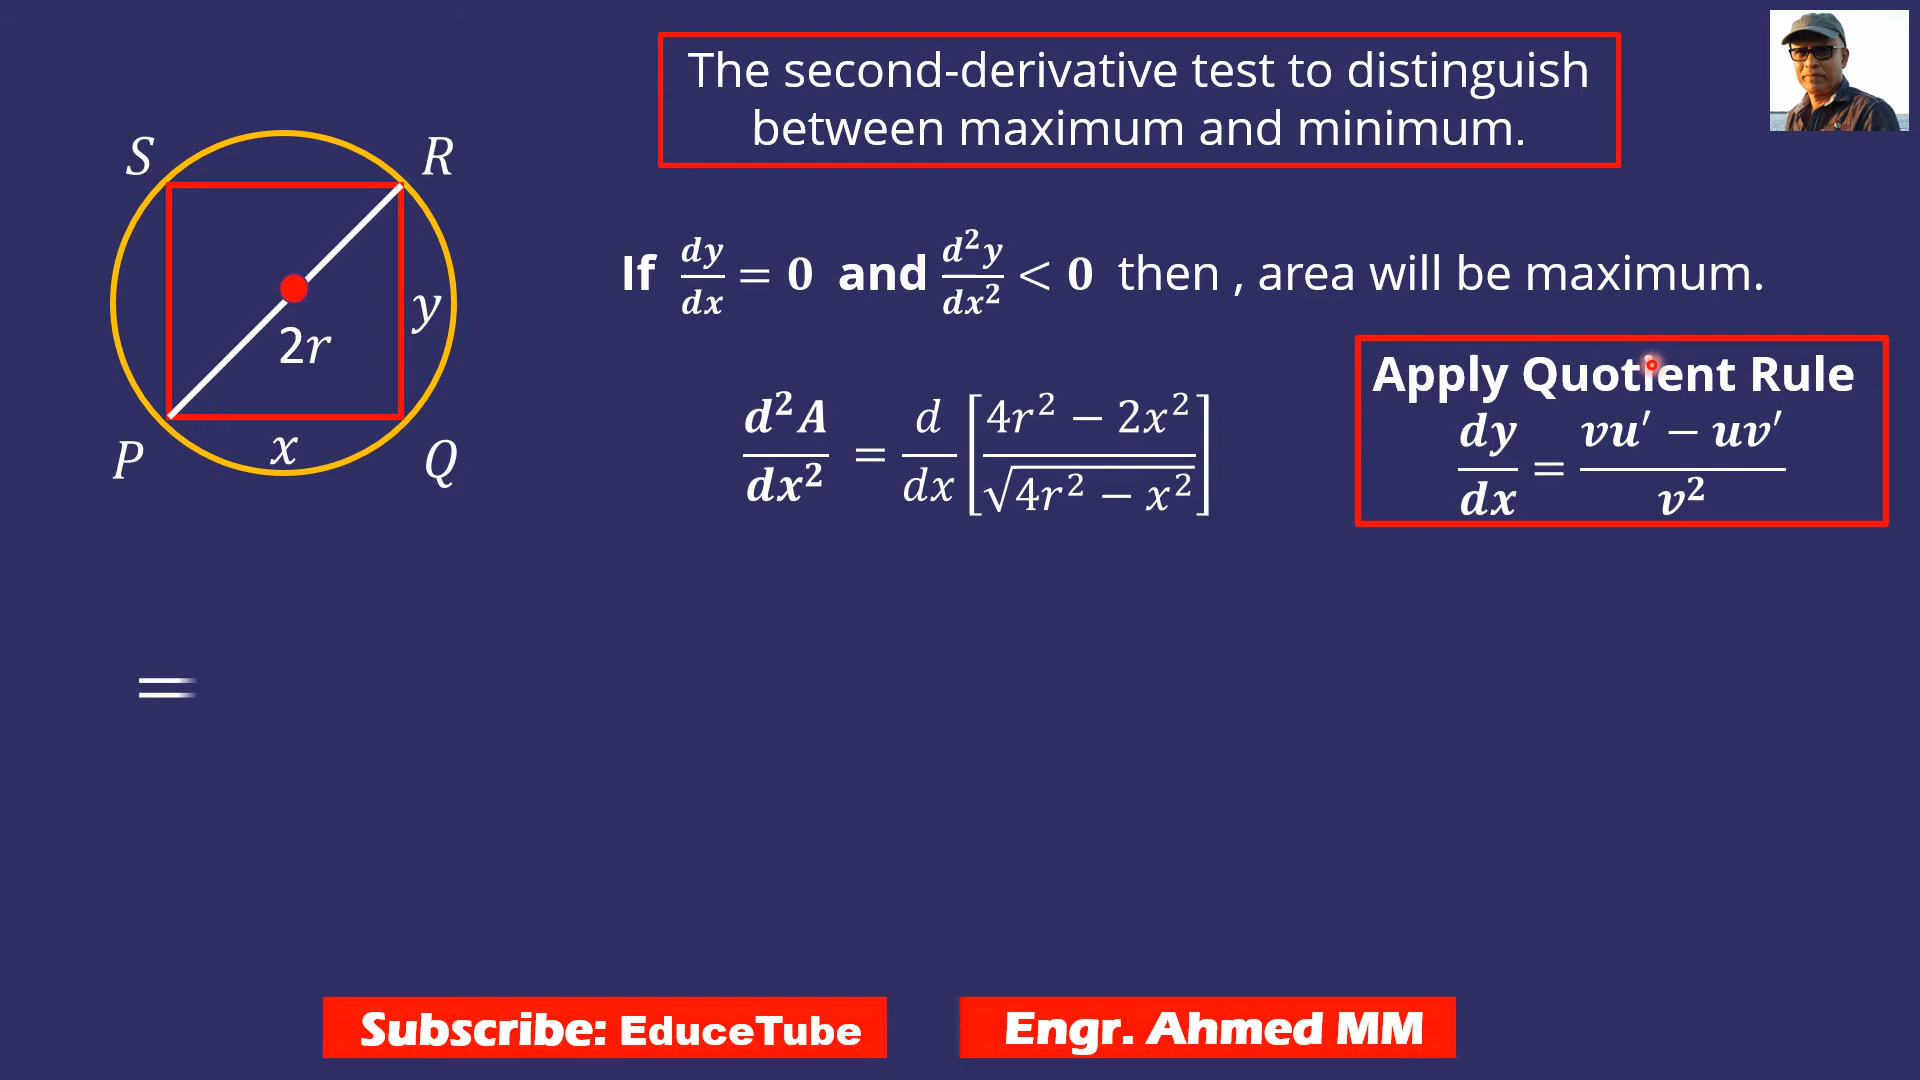 The second-derivative test to distinguish
between maximum and minimum.
S
R
If dy/dx = 0 and d²y/dx² < 0 then , area will be maximum.
y
2r
Apply Quotient Rule
dy/dx = (vu′ − uv′)/v²
d²A/dx² = d/dx [(4r² − 2x²)/√(4r² − x²)]
P
x
Q
=
Subscribe: EduceTube
Engr. Ahmed MM